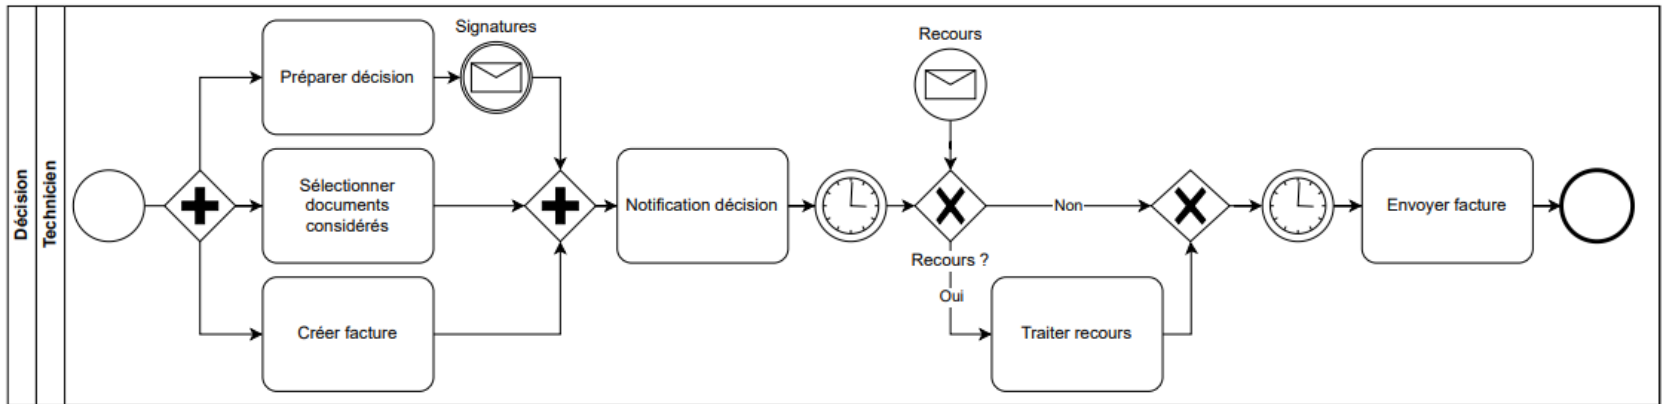 Décision
Technicien
Signatures
Préparer décision
Sélectionner
documents
considérés
Créer facture
Notification décision
Recours
Non
Recours ?
Oui
Traiter recours
Envoyer facture